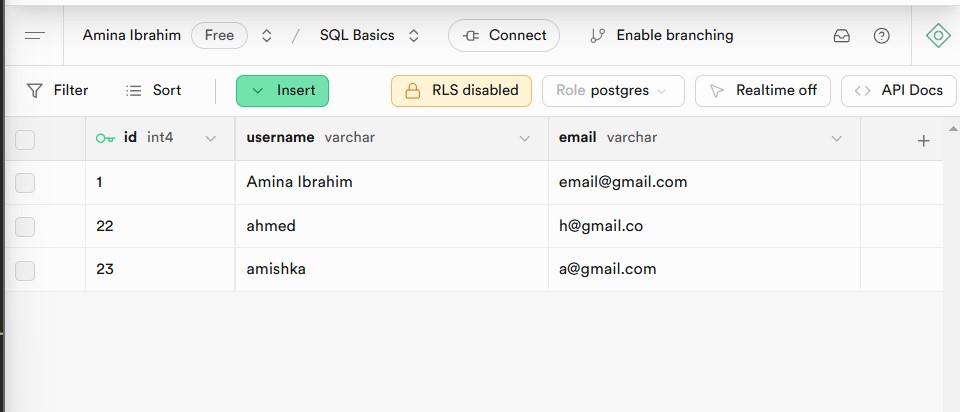 Amina Ibrahim Free / SQL Basics Connect Enable branching
Filter Sort Insert RLS disabled Role postgres Realtime off API Docs
id int4 username varchar email varchar +
1 Amina Ibrahim email@gmail.com
22 ahmed h@gmail.co
23 amishka a@gmail.com